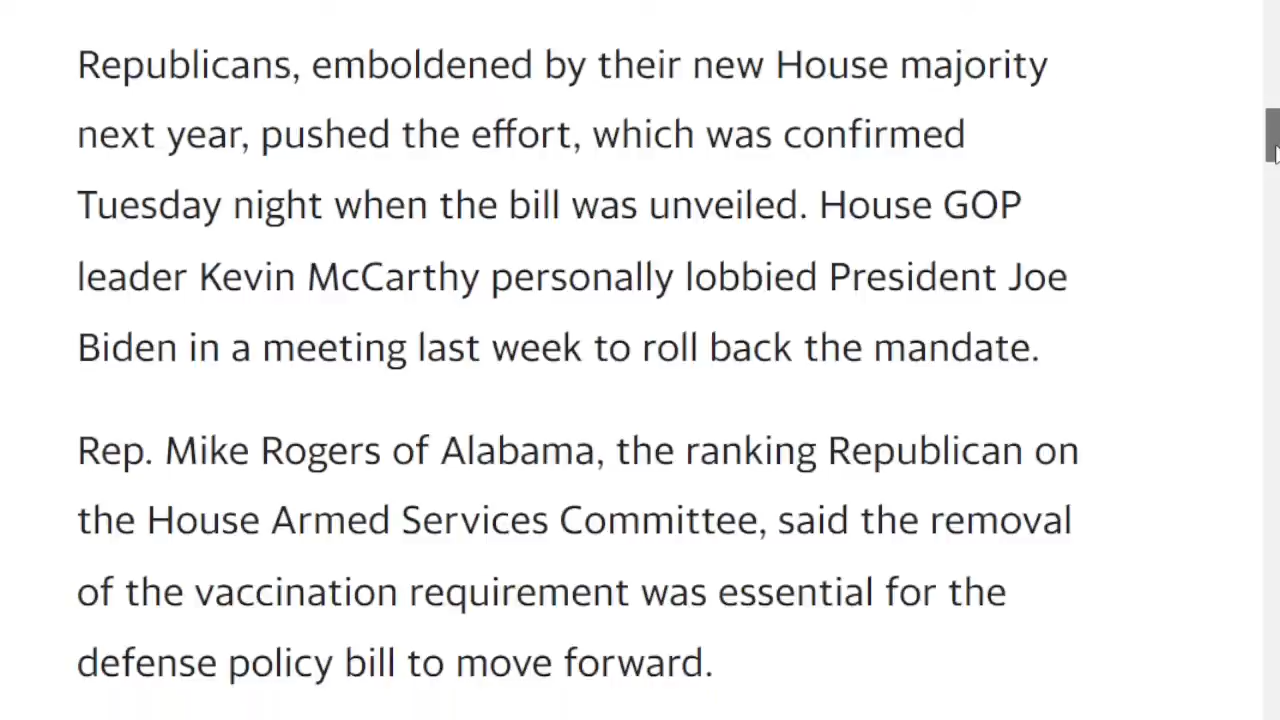 Republicans, emboldened by their new House majority
next year, pushed the effort, which was confirmed
Tuesday night when the bill was unveiled. House GOP
leader Kevin McCarthy personally lobbied President Joe
Biden in a meeting last week to roll back the mandate.
Rep. Mike Rogers of Alabama, the ranking Republican on
the House Armed Services Committee, said the removal
of the vaccination requirement was essential for the
defense policy bill to move forward.